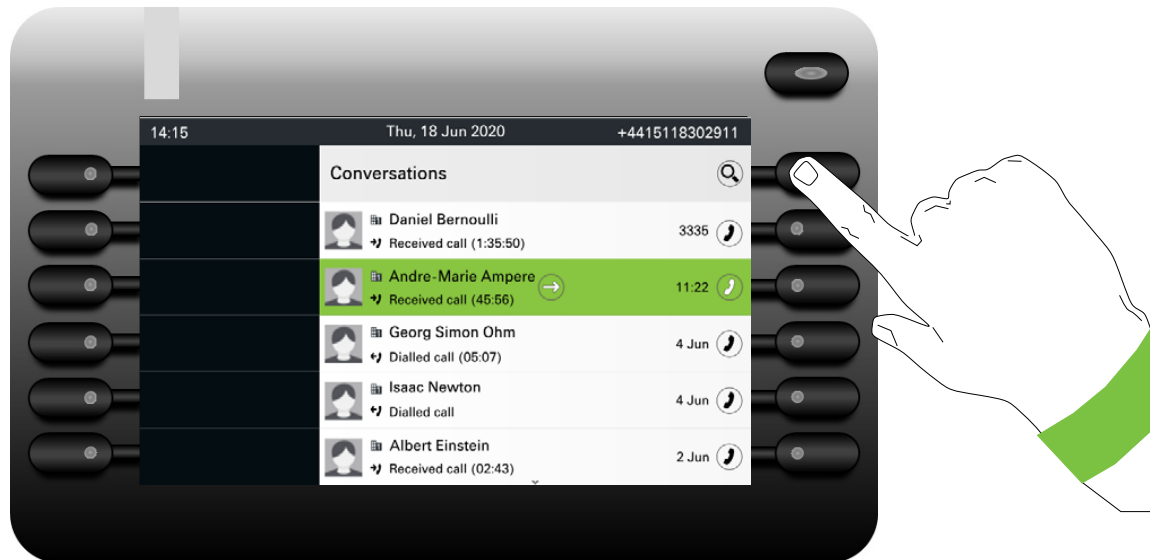 14:15 Thu, 18 Jun 2020 +4415118302911
Conversations
Daniel Bernoulli
Received call (1:35:50)
3335
Andre-Marie Ampere
Received call (45:56)
11:22
Georg Simon Ohm
Dialled call (05:07)
4 Jun
Isaac Newton
Dialled call
4 Jun
Albert Einstein
Received call (02:43)
2 Jun